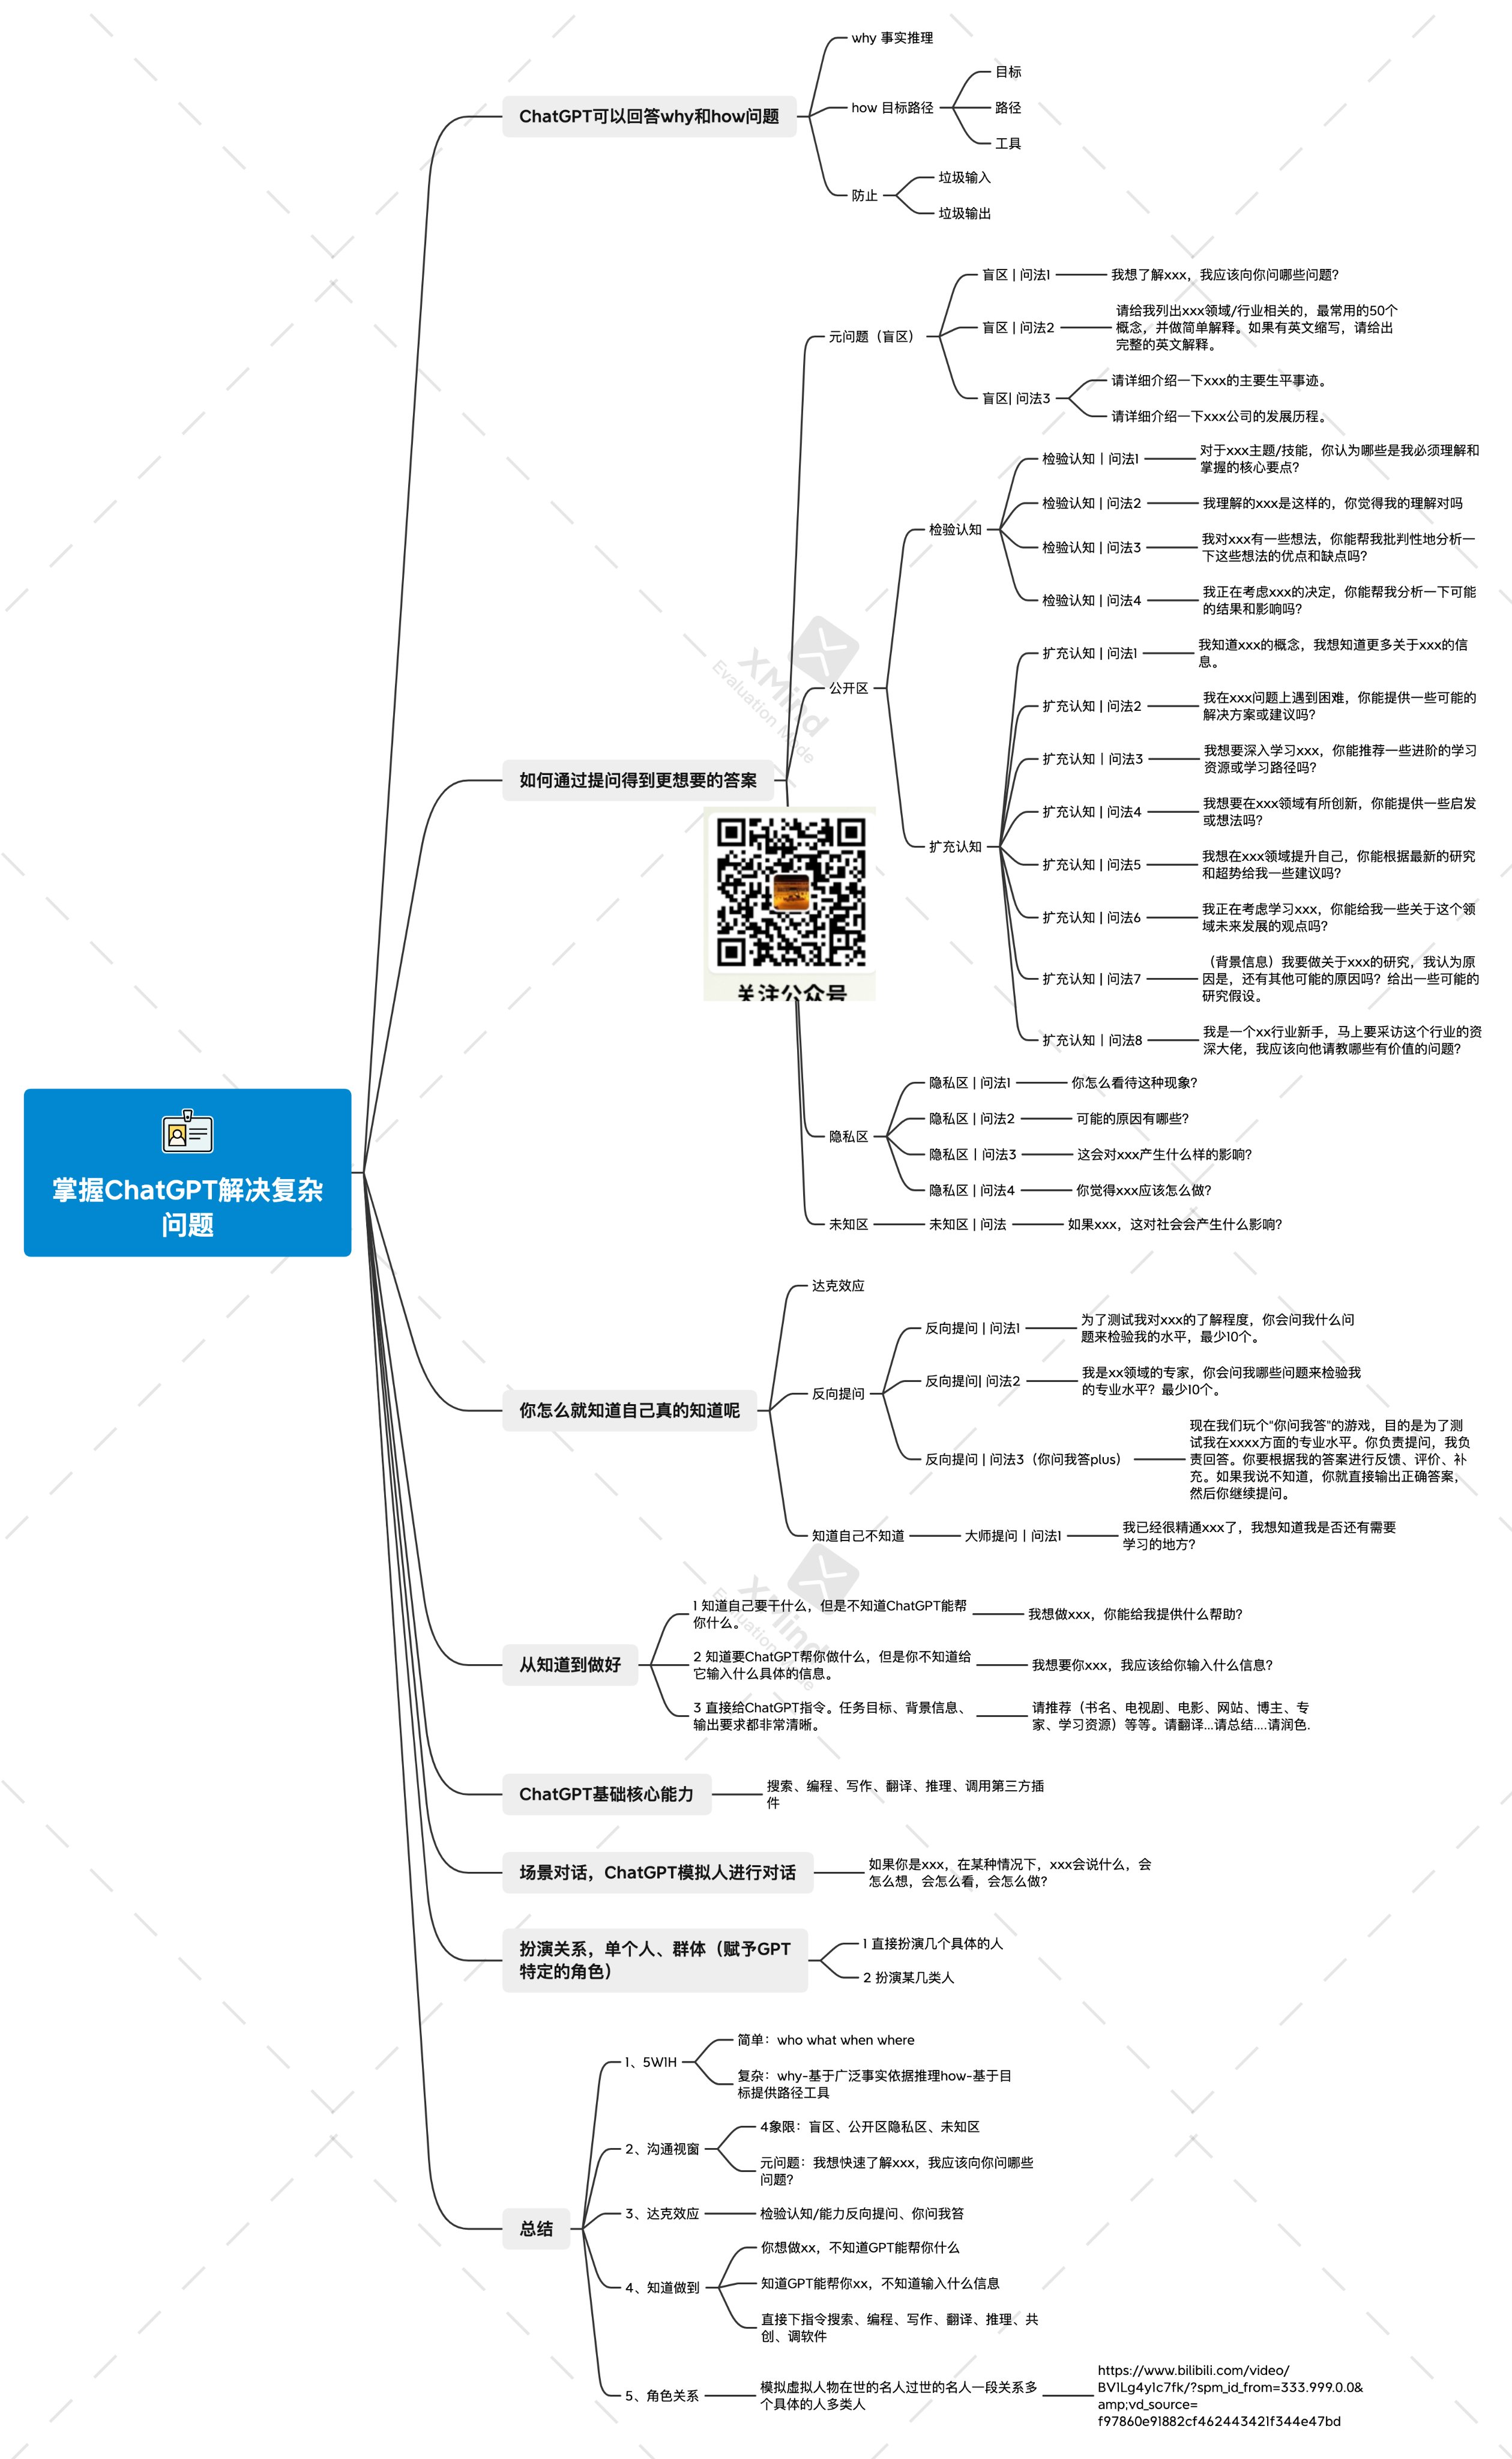 why 事实推理
目标
ChatGPT可以回答why和how问题
how 目标路径
路径
工具
垃圾输入
防止
垃圾输出
盲区 | 问法1
我想了解xxx，我应该向你问哪些问题？
元问题（盲区）
盲区 | 问法2
请给我列出xxx领域/行业相关的，最常用的50个
概念，并做简单解释。如果有英文缩写，请给出
完整的英文解释。
盲区| 问法3
请详细介绍一下xxx的主要生平事迹。
请详细介绍一下xxx公司的发展历程。
检验认知 | 问法1
对于xxx主题/技能，你认为哪些是我必须理解和
掌握的核心要点？
检验认知 | 问法2
我理解的xxx是这样的，你觉得我的理解对吗
检验认知
检验认知 | 问法3
我对xxx有一些想法，你能帮我批判性地分析一
下这些想法的优点和缺点吗？
检验认知 | 问法4
我正在考虑xxx的决定，你能帮我分析一下可能
的结果和影响吗？
公开区
扩充认知 | 问法1
我知道xxx的概念，我想知道更多关于xxx的信
息。
扩充认知 | 问法2
我在xxx问题上遇到困难，你能提供一些可能的
解决方案或建议吗？
扩充认知 | 问法3
我想要深入学习xxx，你能推荐一些进阶的学习
资源或学习路径吗？
如何通过提问得到更想要的答案
扩充认知 | 问法4
我想要在xxx领域有所创新，你能提供一些启发
或想法吗？
扩充认知
扩充认知 | 问法5
我想在xxx领域提升自己，你能根据最新的研究
和超势给我一些建议吗？
扩充认知 | 问法6
我正在考虑学习xxx，你能给我一些关于这个领
域未来发展的观点吗？
扩充认知 | 问法7
（背景信息）我要做关于xxx的研究，我认为原
因是，还有其他可能的原因吗？给出一些可能的
研究假设。
关注公众号
扩充认知 | 问法8
我是一个xx行业新手，马上要采访这个行业的资
深大佬，我应该向他请教哪些有价值的问题？
隐私区 | 问法1
你怎么看待这种现象？
隐私区 | 问法2
可能的原因有哪些？
隐私区
隐私区 | 问法3
这会对xxx产生什么样的影响？
隐私区 | 问法4
你觉得xxx应该怎么做？
未知区
未知区 | 问法
如果xxx，这对社会会产生什么影响？
掌握ChatGPT解决复杂
问题
达克效应
反向提问 | 问法1
为了测试我对xxx的了解程度，你会问我什么问
题来检验我的水平，最少10个。
你怎么就知道自己真的知道呢
反向提问
反向提问| 问法2
我是xx领域的专家，你会问我哪些问题来检验我
的专业水平？最少10个。
反向提问 | 问法3（你问我答plus）
现在我们玩个"你问我答"的游戏，目的是为了测
试我在xxxx方面的专业水平。你负责提问，我负
责回答。你要根据我的答案进行反馈、评价、补
充。如果我说不知道，你就直接输出正确答案，
然后你继续提问。
知道自己不知道
大师提问 | 问法1
我已经很精通xxx了，我想知道我是否还有需要
学习的地方？
从知道到做好
1 知道自己要干什么，但是不知道ChatGPT能帮
你什么。
我想做xxx，你能给我提供什么帮助？
2 知道要ChatGPT帮你做什么，但是你不知道给
它输入什么具体的信息。
我想要你xxx，我应该给你输入什么信息？
3 直接给ChatGPT指令。任务目标、背景信息、
输出要求都非常清晰。
请推荐（书名、电视剧、电影、网站、博主、专
家、学习资源）等等。请翻译...请总结....请润色.
ChatGPT基础核心能力
搜索、编程、写作、翻译、推理、调用第三方插
件
场景对话，ChatGPT模拟人进行对话
如果你是xxx，在某种情况下，xxx会说什么，会
怎么想，会怎么看，会怎么做？
扮演关系，单个人、群体（赋予GPT
特定的角色）
1 直接扮演几个具体的人
2 扮演某几类人
总结
1、5W1H
简单：who what when where
复杂：why-基于广泛事实依据推理how-基于目
标提供路径工具
2、沟通视窗
4象限：盲区、公开区隐私区、未知区
元问题：我想快速了解xxx，我应该向你问哪些
问题？
3、达克效应
检验认知/能力反向提问、你问我答
4、知道做到
你想做xx，不知道GPT能帮你什么
知道GPT能帮你xx，不知道输入什么信息
直接下指令搜索、编程、写作、翻译、推理、共
创、调软件
5、角色关系
模拟虚拟人物在世的名人过世的名人一段关系多
个具体的人多类人
https://www.bilibili.com/video/
BV1Lg4y1c7fk/?spm_id_from=333.999.0.0&
amp;vd_source=
f97860e91882cf462443421f344e47bd
XMind
Evaluation Mode
XMind
Evaluation Mode